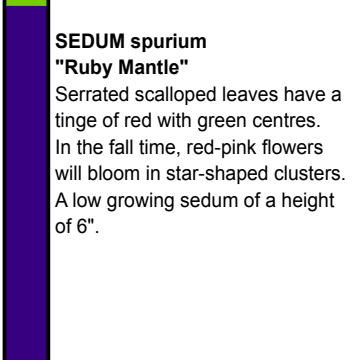 SEDUM spurium
"Ruby Mantle"
Serrated scalloped leaves have a
tinge of red with green centres.
In the fall time, red-pink flowers
will bloom in star-shaped clusters.
A low growing sedum of a height
of 6".